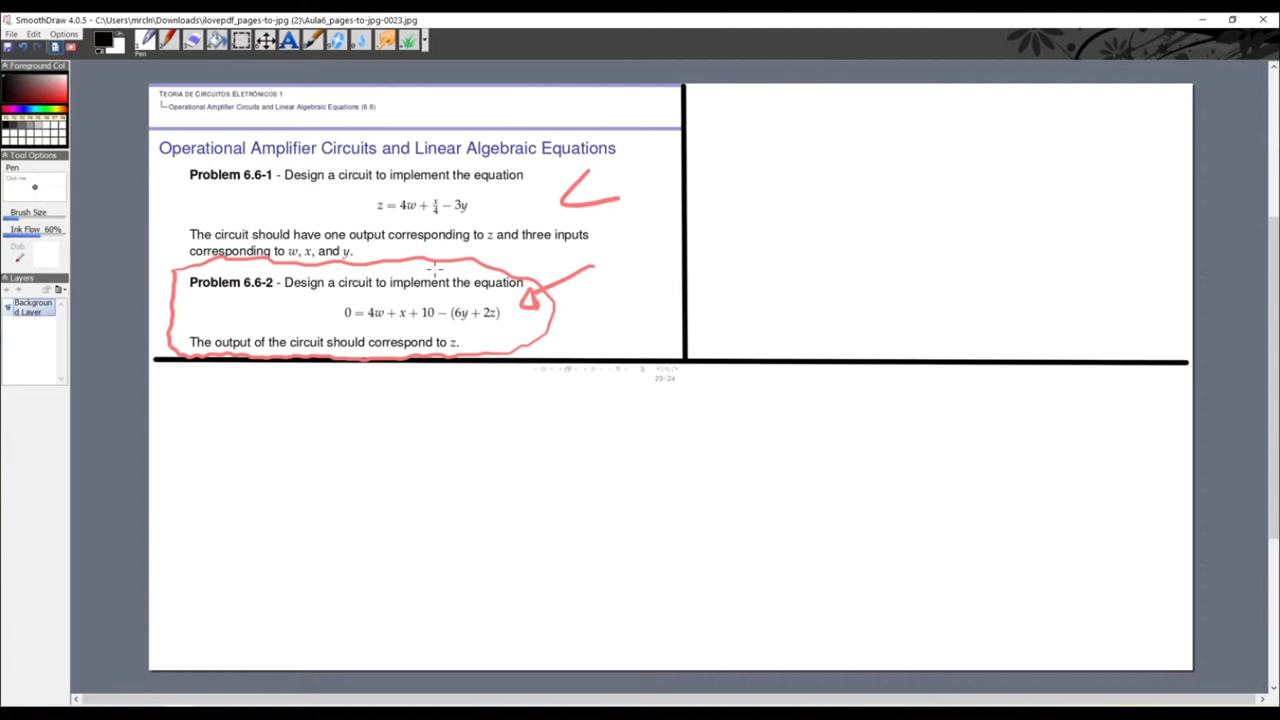 SmoothDraw 4.0.5 - C:\Users\mrcln\Downloads\ilovepdf_pages-to-jpg (2)\Aula6_pages-to-jpg-0023.jpg
File Edit Options
Pen
Foreground Col
Tool Options
Pen
Click me
Brush Size
Ink Flow 60%
Dab
Layers
Backgroun
d Layer
TEORIA DE CIRCUITOS ELETRÔNICOS 1
Operational Amplifier Circuits and Linear Algebraic Equations (6.6)
Operational Amplifier Circuits and Linear Algebraic Equations
Problem 6.6-1 - Design a circuit to implement the equation
z = 4w + x/4 − 3y
The circuit should have one output corresponding to z and three inputs
corresponding to w, x, and y.
Problem 6.6-2 - Design a circuit to implement the equation
0 = 4w + x + 10 − (6y + 2z)
The output of the circuit should correspond to z.
23 / 24